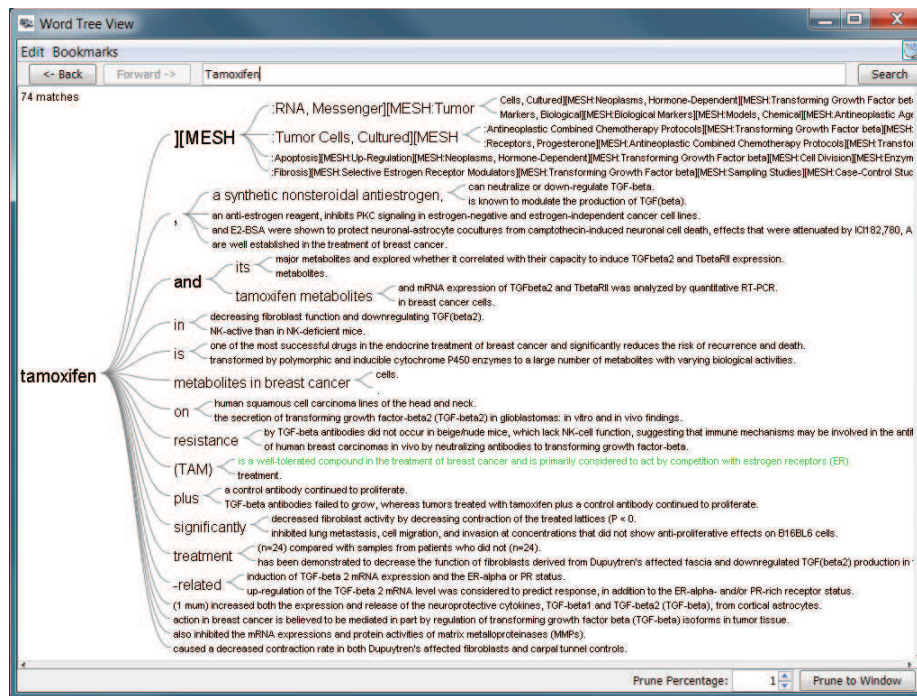 Word Tree View
Edit Bookmarks
<- Back Forward -> Tamoxifen Search
74 matches
tamoxifen
][MESH
:RNA, Messenger][MESH:Tumor
Cells, Cultured][MESH:Neoplasms, Hormone-Dependent][MESH:Transforming Growth Factor bet
Markers, Biological][MESH:Biological Markers][MESH:Models, Chemical][MESH:Antineoplastic Age
:Tumor Cells, Cultured][MESH
:Antineoplastic Combined Chemotherapy Protocols][MESH:Transforming Growth Factor beta][MES
:Receptors, Progesterone][MESH:Antineoplastic Combined Chemotherapy Protocols][MESH:Transfor
:Apoptosis][MESH:Up-Regulation][MESH:Neoplasms, Hormone-Dependent][MESH:Transforming Growth Factor beta][MESH:Cell Division][MESH:Enzym
:Fibrosis][MESH:Selective Estrogen Receptor Modulators][MESH:Transforming Growth Factor beta][MESH:Sampling Studies][MESH:Case-Control Stud
,
a synthetic nonsteroidal antiestrogen,
can neutralize or down-regulate TGF-beta.
is known to modulate the production of TGF(beta).
an anti-estrogen reagent, inhibits PKC signaling in estrogen-negative and estrogen-independent cancer cell lines.
and E2-BSA were shown to protect neuronal-astrocyte cocultures from camptothecin-induced neuronal cell death, effects that were attenuated by ICI182,780, A
are well established in the treatment of breast cancer.
and
its
major metabolites and explored whether it correlated with their capacity to induce TGFbeta2 and TbetaRII expression.
metabolites.
tamoxifen metabolites
and mRNA expression of TGFbeta2 and TbetaRII was analyzed by quantitative RT-PCR.
in breast cancer cells.
in
decreasing fibroblast function and downregulating TGF(beta2).
NK-active than in NK-deficient mice.
is
one of the most successful drugs in the endocrine treatment of breast cancer and significantly reduces the risk of recurrence and death.
transformed by polymorphic and inducible cytochrome P450 enzymes to a large number of metabolites with varying biological activities.
metabolites in breast cancer
cells.
.
on
human squamous cell carcinoma lines of the head and neck.
the secretion of transforming growth factor-beta2 (TGF-beta2) in glioblastomas: in vitro and in vivo findings.
resistance
by TGF-beta antibodies did not occur in beige/nude mice, which lack NK-cell function, suggesting that immune mechanisms may be involved in the antit
of human breast carcinomas in vivo by neutralizing antibodies to transforming growth factor-beta.
(TAM)
is a well-tolerated compound in the treatment of breast cancer and is primarily considered to act by competition with estrogen receptors (ER).
treatment.
plus
a control antibody continued to proliferate.
TGF-beta antibodies failed to grow, whereas tumors treated with tamoxifen plus a control antibody continued to proliferate.
significantly
decreased fibroblast activity by decreasing contraction of the treated lattices (P < 0.
inhibited lung metastasis, cell migration, and invasion at concentrations that did not show anti-proliferative effects on B16BL6 cells.
treatment
(n=24) compared with samples from patients who did not (n=24).
has been demonstrated to decrease the function of fibroblasts derived from Dupuytren's affected fascia and downregulated TGF(beta2) production in
-related
induction of TGF-beta 2 mRNA expression and the ER-alpha or PR status.
up-regulation of the TGF-beta 2 mRNA level was considered to predict response, in addition to the ER-alpha- and/or PR-rich receptor status.
(1 mum) increased both the expression and release of the neuroprotective cytokines, TGF-beta1 and TGF-beta2 (TGF-beta), from cortical astrocytes.
action in breast cancer is believed to be mediated in part by regulation of transforming growth factor beta (TGF-beta) isoforms in tumor tissue.
also inhibited the mRNA expressions and protein activities of matrix metalloproteinases (MMPs).
caused a decreased contraction rate in both Dupuytren's affected fibroblasts and carpal tunnel controls.
Prune Percentage: 1 Prune to Window